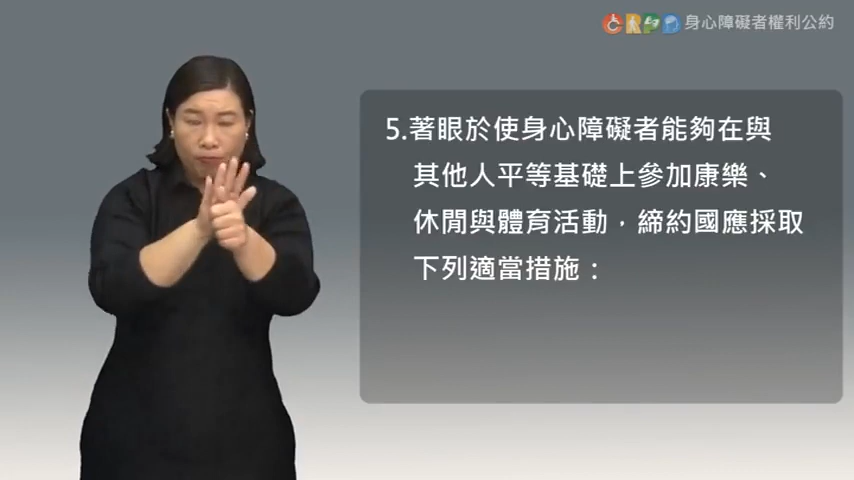 CRPD 身心障礙者權利公約
5.著眼於使身心障礙者能夠在與
其他人平等基礎上參加康樂、
休閒與體育活動，締約國應採取
下列適當措施：